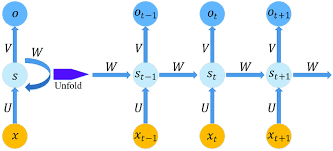 o o_{t-1} o_t o_{t+1}
V W V V V
s W s_{t-1} W s_t W s_{t+1} W
Unfold
U U U U
x x_{t-1} x_t x_{t+1}